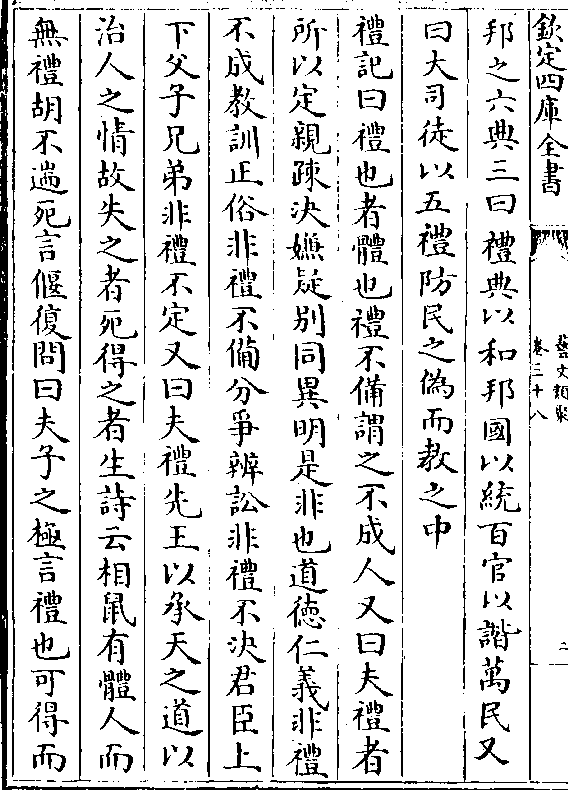 欽定四庫全書
藝文類聚
卷三十八
二
邦之六典三曰禮典以和邦國以統百官以諧萬民又
曰大司徒以五禮防民之偽而教之中
禮記曰禮也者體也禮不備謂之不成人又曰夫禮者
所以定親疎決嫌疑別同異明是非也道德仁義非禮
不成教訓正俗非禮不備分爭辨訟非禮不決君臣上
下父子兄弟非禮不定又曰夫禮先王以承天之道以
治人之情故失之者死得之者生詩云相鼠有體人而
無禮胡不遄死言偃復問曰夫子之極言禮也可得而